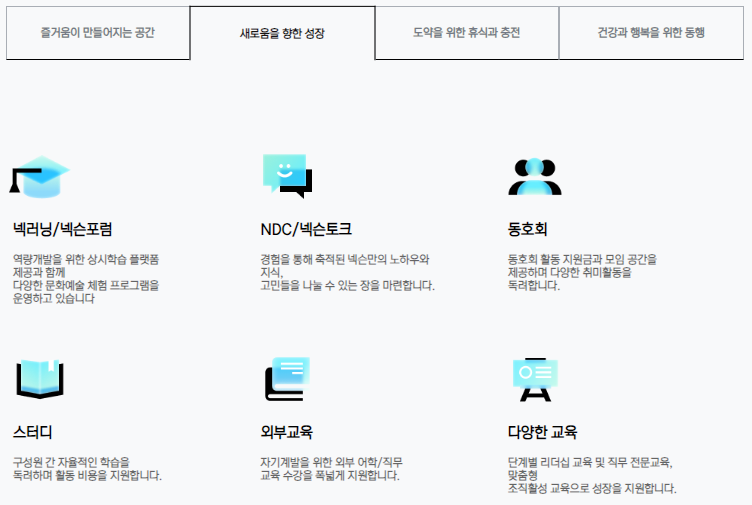 즐거움이 만들어지는 공간
새로움을 향한 성장
도약을 위한 휴식과 충전
건강과 행복을 위한 동행
넥러닝/넥슨포럼
역량개발을 위한 상시학습 플랫폼
제공과 함께
다양한 문화예술 체험 프로그램을
운영하고 있습니다
NDC/넥슨토크
경험을 통해 축적된 넥슨만의 노하우와
지식,
고민들을 나눌 수 있는 장을 마련합니다.
동호회
동호회 활동 지원금과 모임 공간을
제공하며 다양한 취미활동을
독려합니다.
스터디
구성원 간 자율적인 학습을
독려하며 활동 비용을 지원합니다.
외부교육
자기계발을 위한 외부 어학/직무
교육 수강을 폭넓게 지원합니다.
다양한 교육
단계별 리더십 교육 및 직무 전문교육,
맞춤형
조직활성 교육으로 성장을 지원합니다.